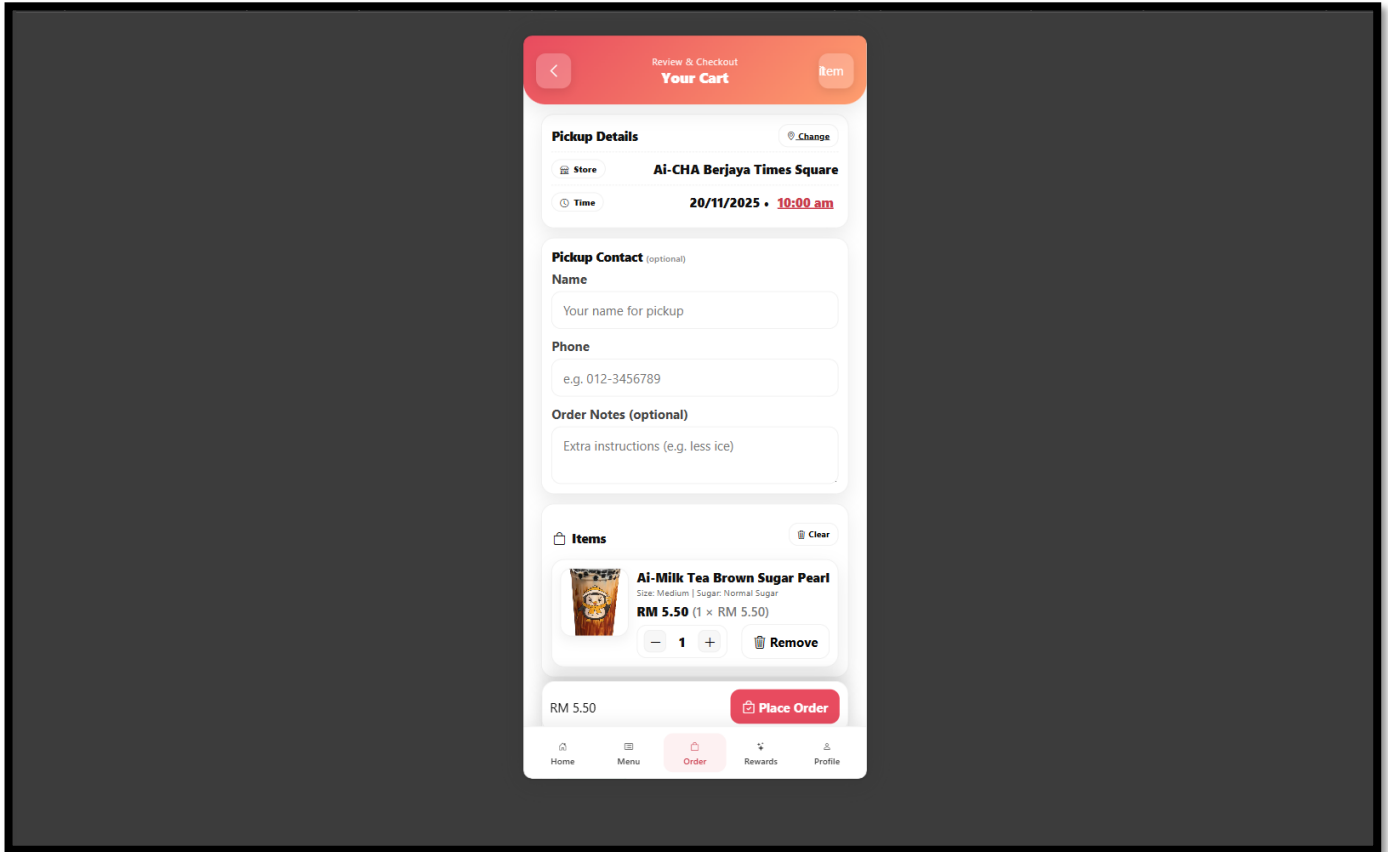 Review & Checkout
Your Cart
item
Pickup Details
Change
Store
Ai-CHA Berjaya Times Square
Time
20/11/2025 • 10:00 am
Pickup Contact (optional)
Name
Your name for pickup
Phone
e.g. 012-3456789
Order Notes (optional)
Extra instructions (e.g. less ice)
Items
Clear
Ai-Milk Tea Brown Sugar Pearl
Size: Medium | Sugar: Normal Sugar
RM 5.50 (1 × RM 5.50)
− 1 +
Remove
RM 5.50
Place Order
Home
Menu
Order
Rewards
Profile